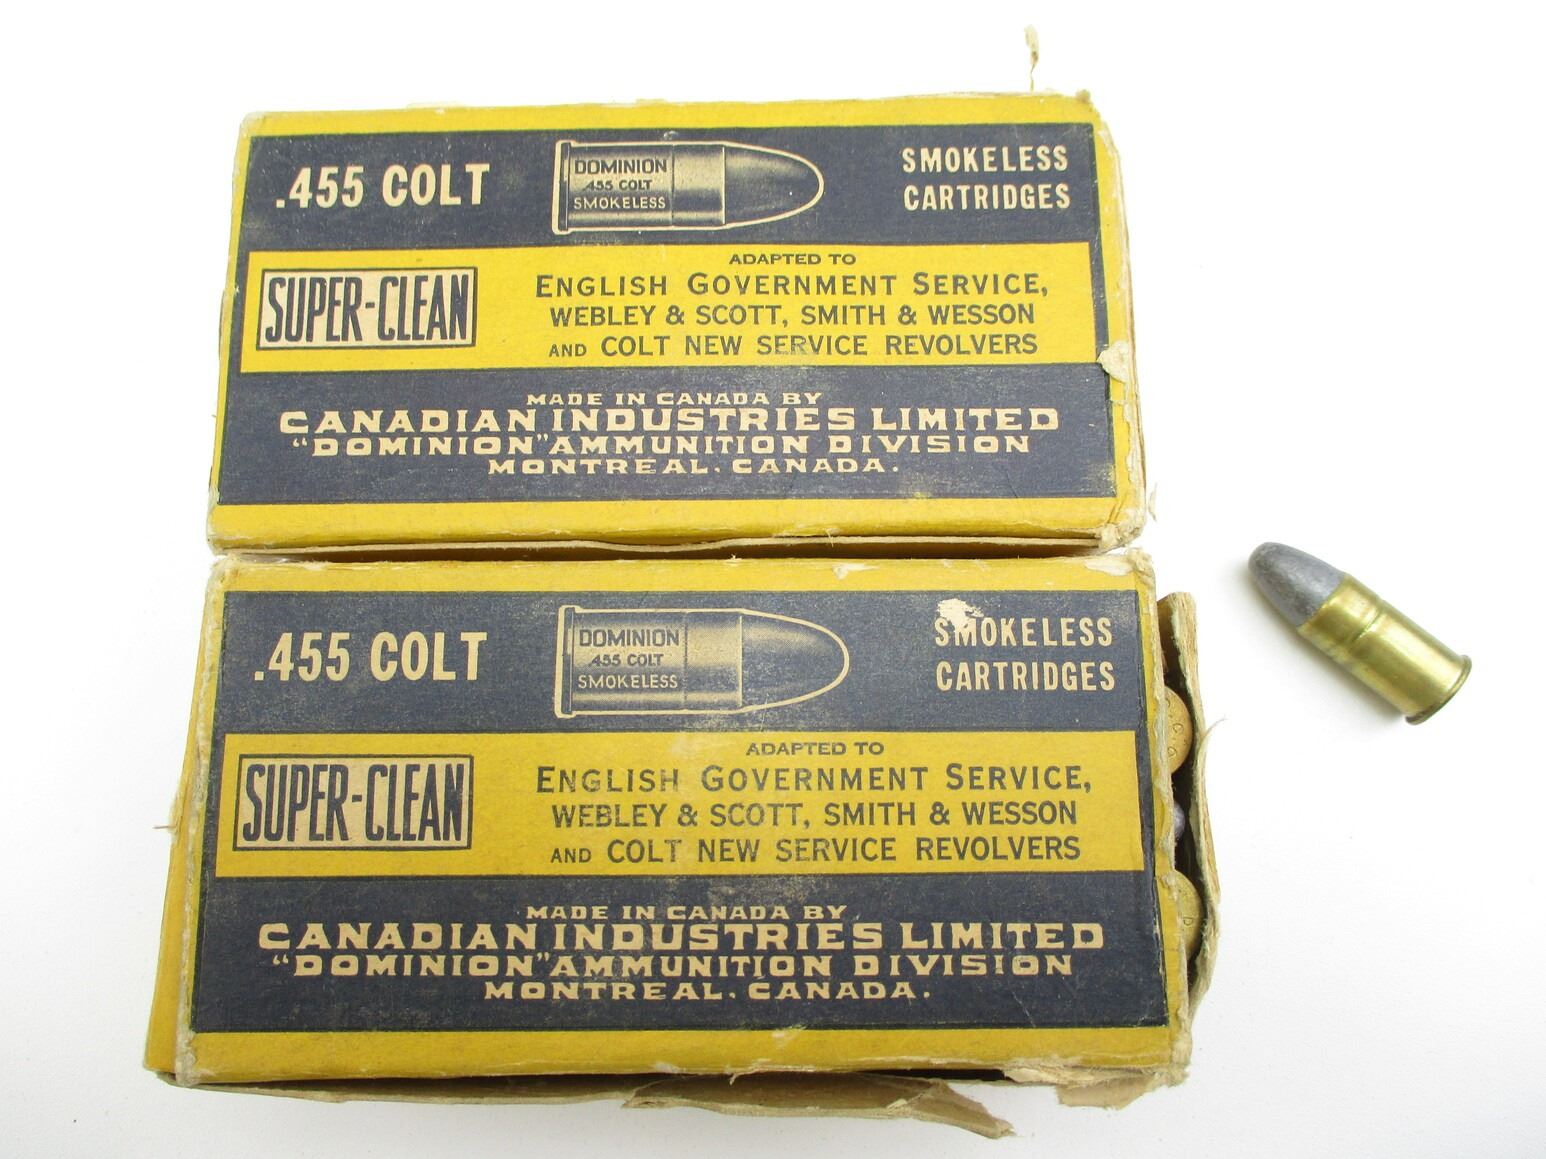 .455 COLT
DOMINION
.455 COLT
SMOKELESS
SMOKELESS
CARTRIDGES
SUPER-CLEAN
ADAPTED TO
ENGLISH GOVERNMENT SERVICE,
WEBLEY & SCOTT, SMITH & WESSON
AND COLT NEW SERVICE REVOLVERS
MADE IN CANADA BY
CANADIAN INDUSTRIES LIMITED
"DOMINION" AMMUNITION DIVISION
MONTREAL. CANADA.
.455 COLT
DOMINION
.455 COLT
SMOKELESS
SMOKELESS
CARTRIDGES
SUPER-CLEAN
ADAPTED TO
ENGLISH GOVERNMENT SERVICE,
WEBLEY & SCOTT, SMITH & WESSON
AND COLT NEW SERVICE REVOLVERS
MADE IN CANADA BY
CANADIAN INDUSTRIES LIMITED
"DOMINION" AMMUNITION DIVISION
MONTREAL. CANADA.